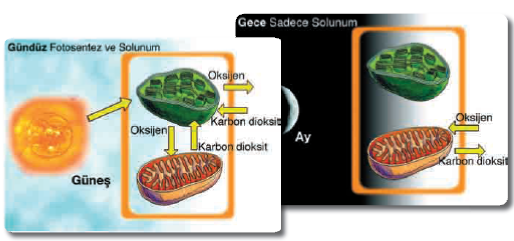 Gündüz Fotosentez ve Solunum
Oksijen
Karbon dioksit
Oksijen
Karbon dioksit
Güneş
Gece Sadece Solunum
Ay
Oksijen
Karbon dioksit